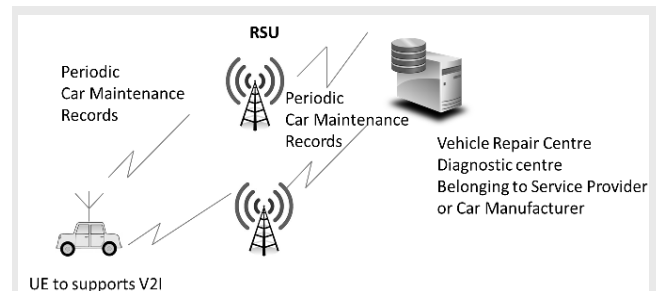 RSU
Periodic
Car Maintenance
Records
Periodic
Car Maintenance
Records
Vehicle Repair Centre
Diagnostic centre
Belonging to Service Provider
or Car Manufacturer
UE to supports V2I